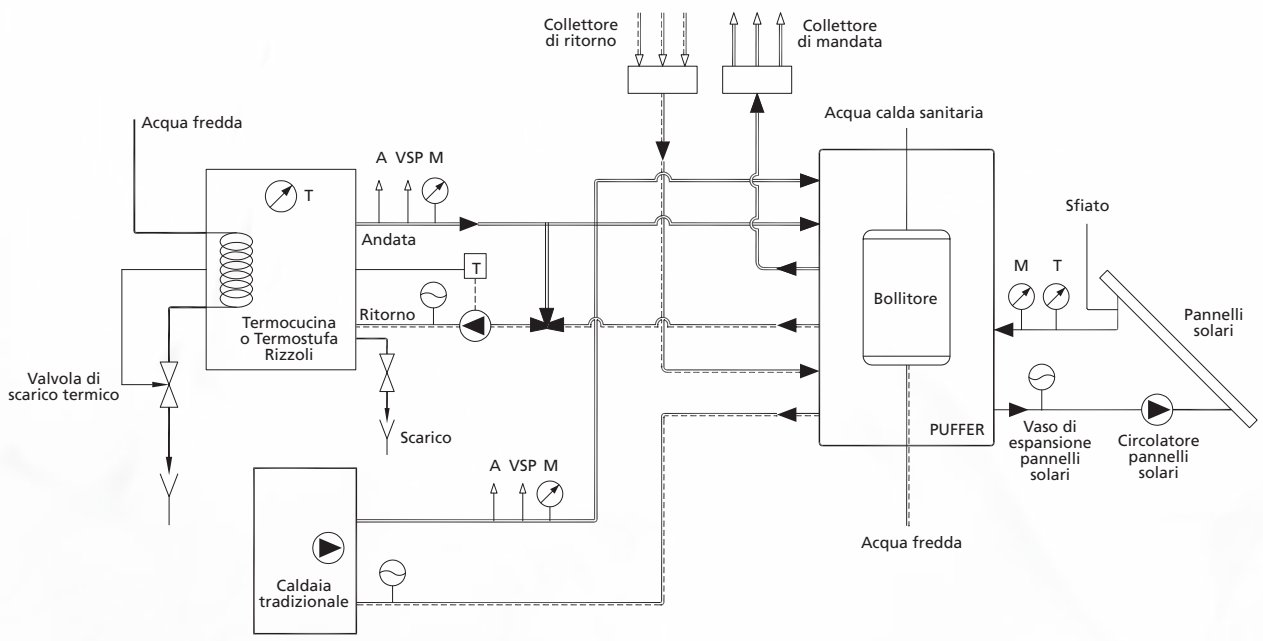 Collettore
di ritorno
Collettore
di mandata
Acqua fredda
Acqua calda sanitaria
A VSP M
T
Andata
Sfiato
T
M T
Bollitore
Ritorno
Pannelli
solari
Termocucina
o Termostufa
Rizzoli
Valvola di
scarico termico
Scarico
PUFFER
Vaso di
espansione
pannelli
solari
Circolatore
pannelli
solari
A VSP M
Acqua fredda
Caldaia
tradizionale